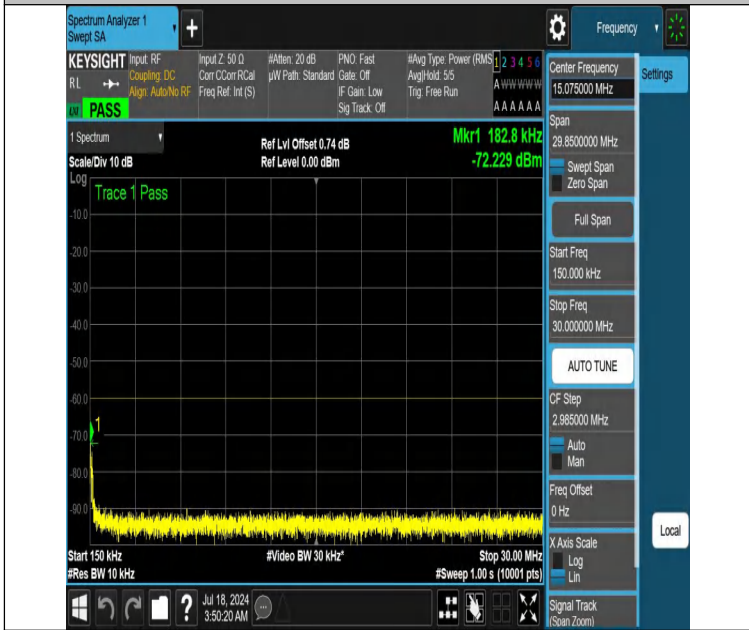 Spectrum Analyzer 1
Swept SA
+
Frequency
KEYSIGHT
RL
PASS
Input: RF
Coupling: DC
Align: Auto/No RF
Input Z: 50 Ω
Corr CCorr RCal
Freq Ref: Int (S)
#Atten: 20 dB
µW Path: Standard
PNO: Fast
Gate: Off
IF Gain: Low
Sig Track: Off
#Avg Type: Power (RMS
Avg|Hold: 5/5
Trig: Free Run
1 2 3 4 5 6
A W W W W W
A A A A A A
1 Spectrum
Scale/Div 10 dB
Ref Lvl Offset 0.74 dB
Ref Level 0.00 dBm
Mkr1 182.8 kHz
-72.229 dBm
Log
Trace 1 Pass
-10.0
-20.0
-30.0
-40.0
-50.0
-60.0
1
-70.0
-80.0
-90.0
Start 150 kHz
#Video BW 30 kHz*
Stop 30.00 MHz
#Res BW 10 kHz
#Sweep 1.00 s (10001 pts)
?
Jul 18, 2024
3:50:20 AM
Center Frequency
15.075000 MHz
Settings
Span
29.8500000 MHz
Swept Span
Zero Span
Full Span
Start Freq
150.000 kHz
Stop Freq
30.000000 MHz
AUTO TUNE
CF Step
2.985000 MHz
Auto
Man
Freq Offset
0 Hz
Local
X Axis Scale
Log
Lin
Signal Track
(Span Zoom)